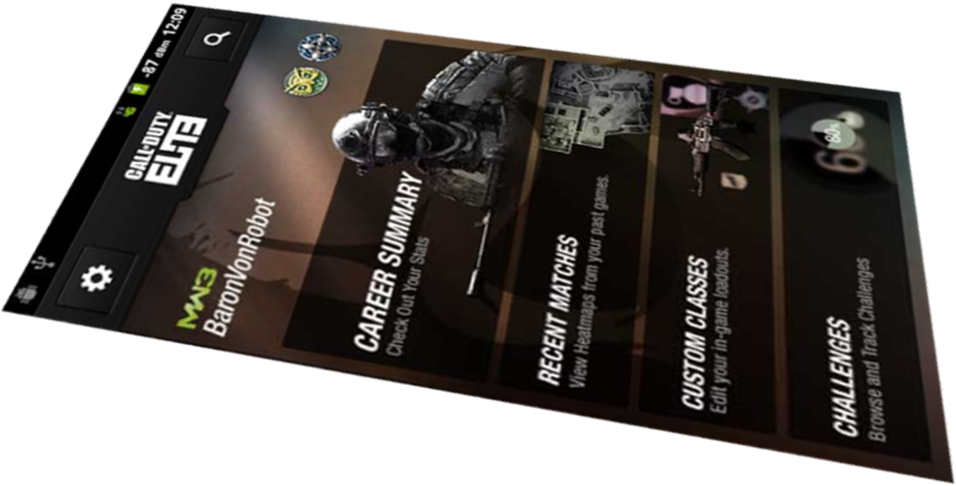 -87 dBm 12:09
CALL OF DUTY
ELITE
MW3
BaronVonRobot
CAREER SUMMARY
Check Out Your Stats
RECENT MATCHES
View Heatmaps from your past games.
CUSTOM CLASSES
Edit your in-game loadouts.
CHALLENGES
Browse and Track Challenges
60